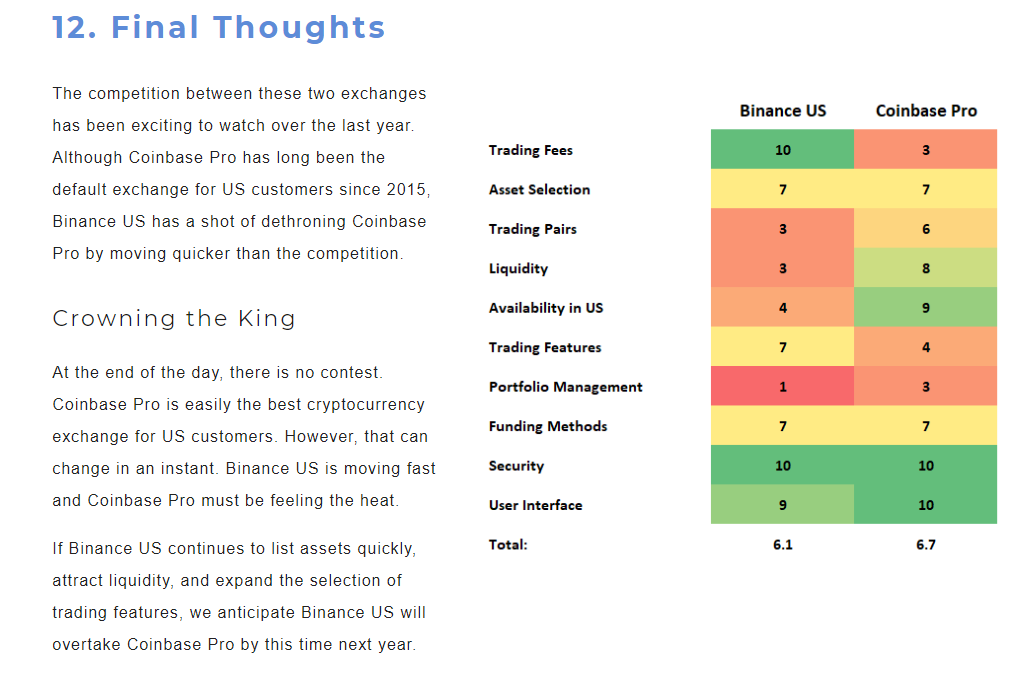 12. Final Thoughts
The competition between these two exchanges
has been exciting to watch over the last year.
Although Coinbase Pro has long been the
default exchange for US customers since 2015,
Binance US has a shot of dethroning Coinbase
Pro by moving quicker than the competition.
Crowning the King
At the end of the day, there is no contest.
Coinbase Pro is easily the best cryptocurrency
exchange for US customers. However, that can
change in an instant. Binance US is moving fast
and Coinbase Pro must be feeling the heat.
If Binance US continues to list assets quickly,
attract liquidity, and expand the selection of
trading features, we anticipate Binance US will
overtake Coinbase Pro by this time next year.
Binance US Coinbase Pro
Trading Fees 10 3
Asset Selection 7 7
Trading Pairs 3 6
Liquidity 3 8
Availability in US 4 9
Trading Features 7 4
Portfolio Management 1 3
Funding Methods 7 7
Security 10 10
User Interface 9 10
Total: 6.1 6.7